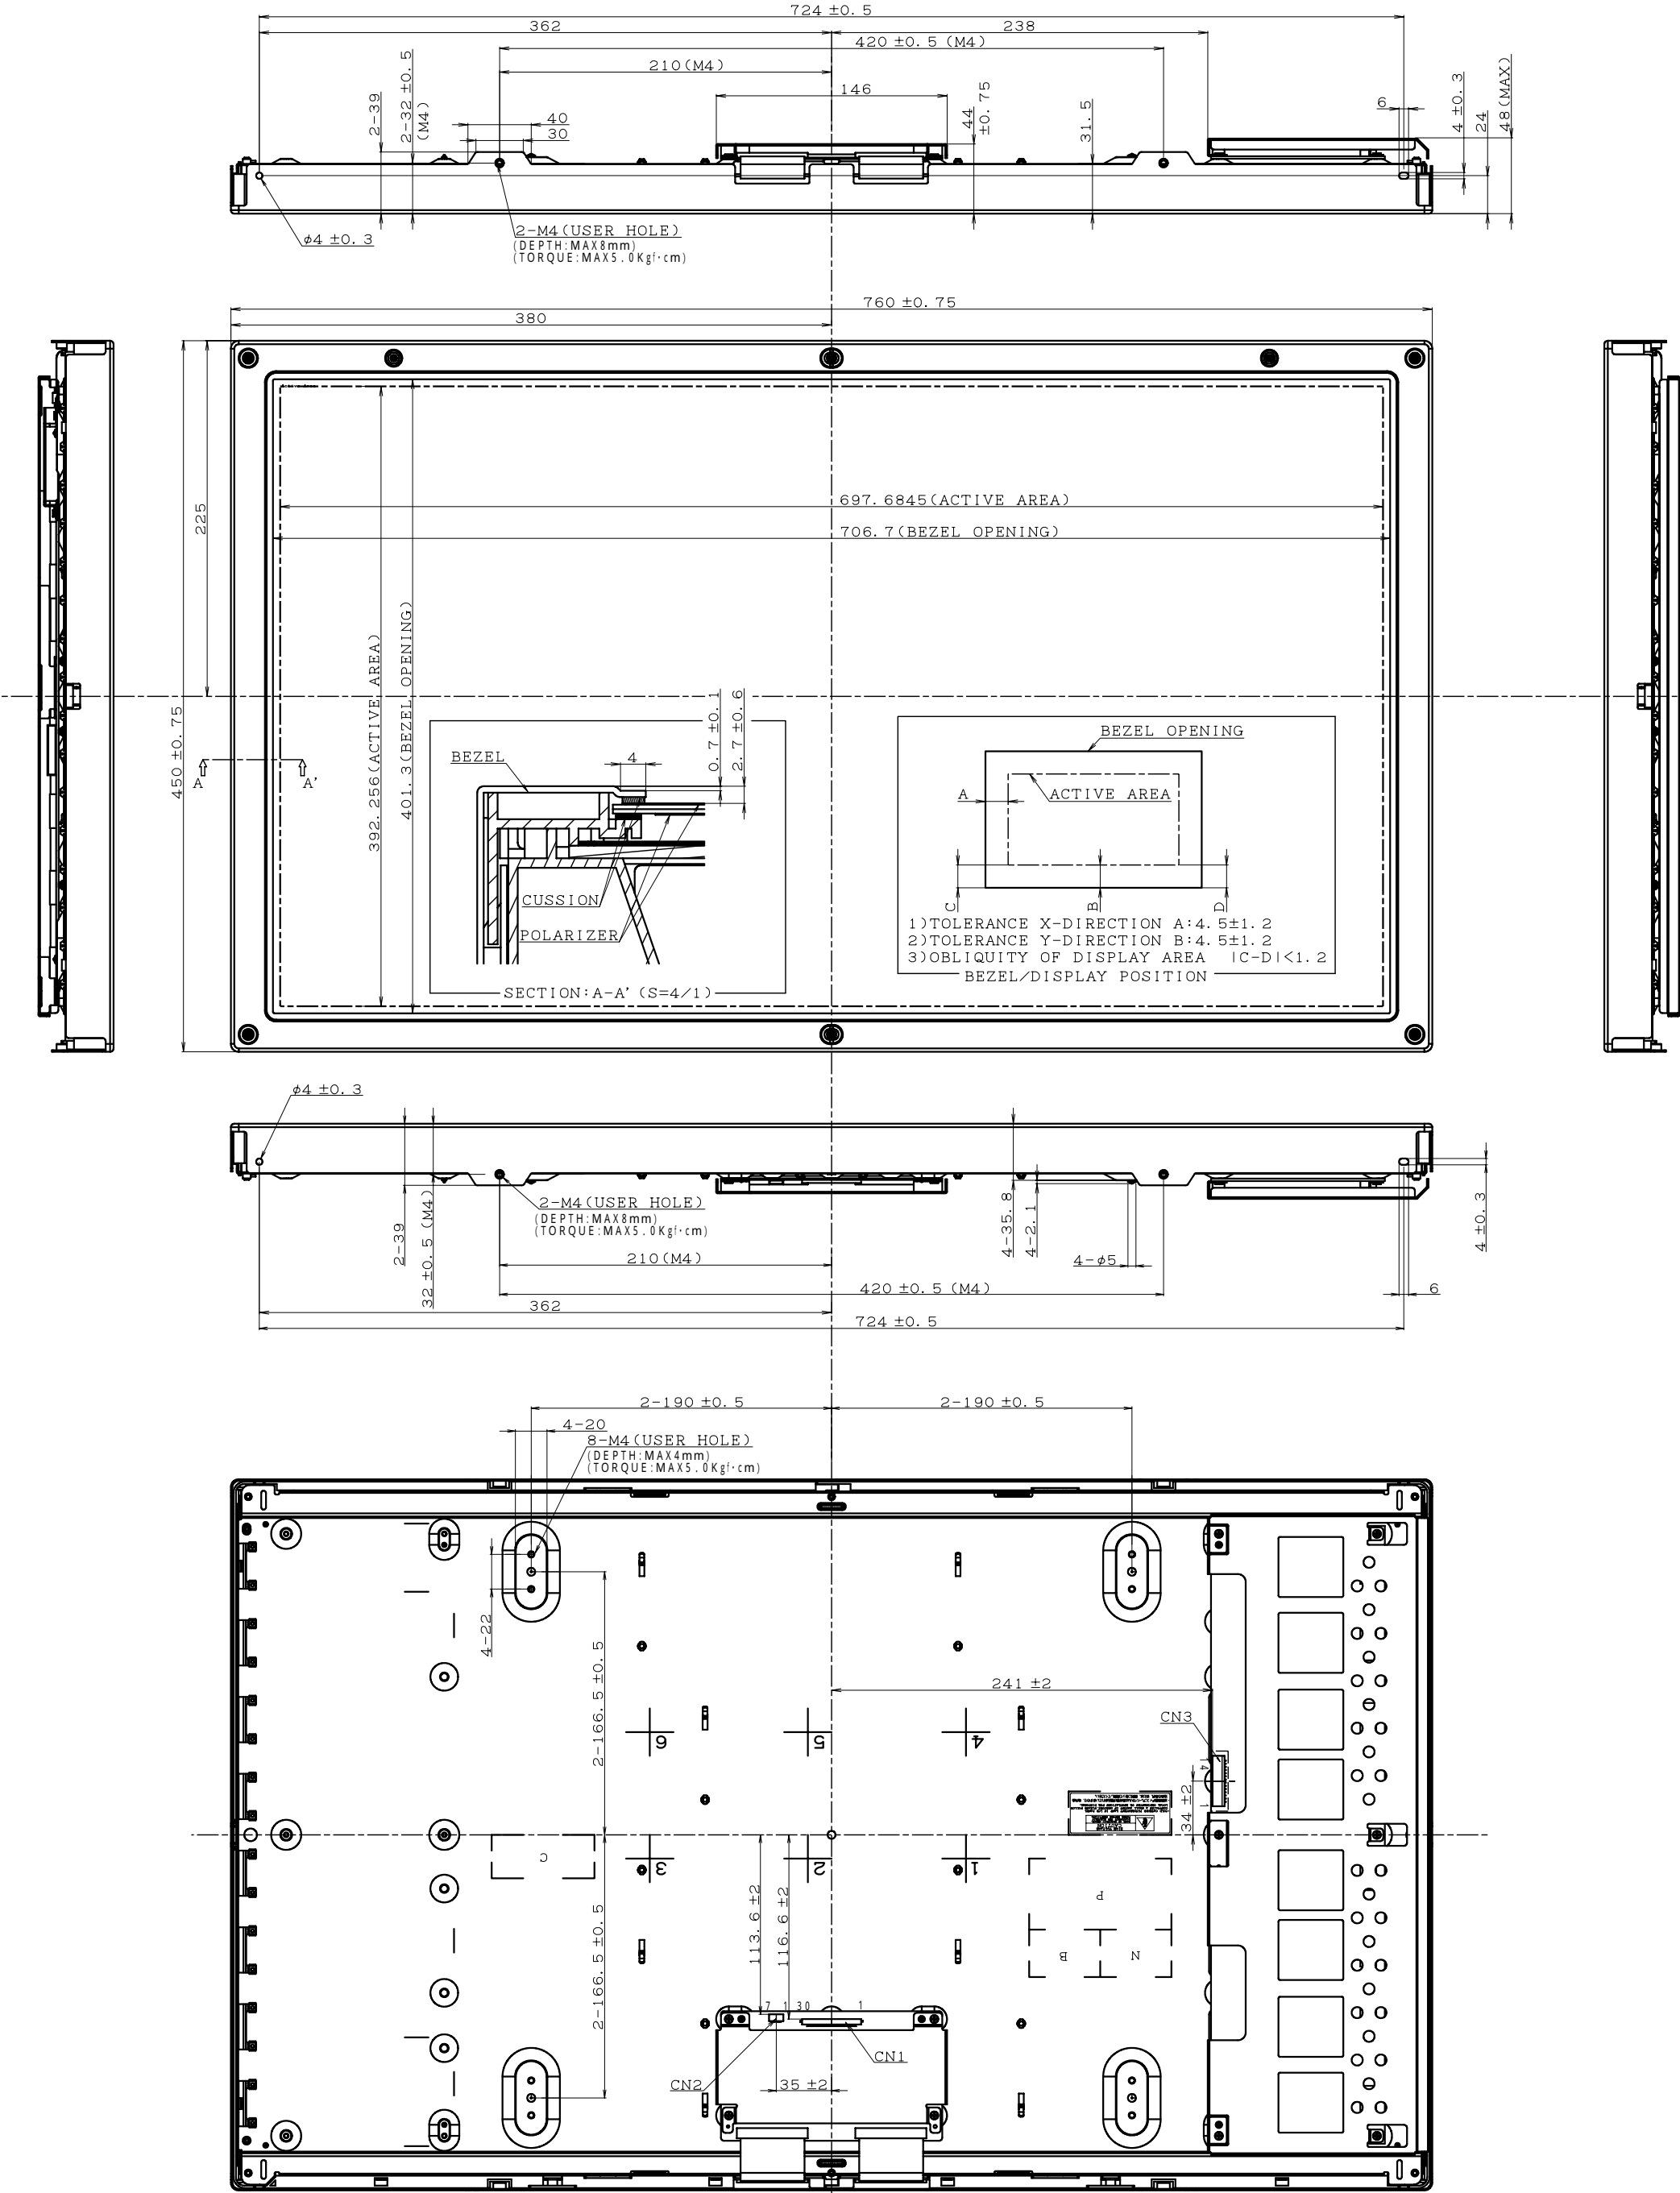 724 ±0.5
362
238
420 ±0.5 (M4)
210(M4)
146
2-39
2-32 ±0.5
(M4)
40
30
44
±0.75
31.5
6
4 ±0.3
24
48(MAX)
φ4 ±0.3
2-M4(USER HOLE)
(DEPTH:MAX8mm)
(TORQUE:MAX5.0Kgf·cm)
760 ±0.75
380
225
450 ±0.75
697.6845(ACTIVE AREA)
706.7(BEZEL OPENING)
392.256(ACTIVE AREA)
401.3(BEZEL OPENING)
A
A'
BEZEL
4
0.7 ±0.1
2.7 ±0.6
CUSSION
POLARIZER
SECTION:A-A' (S=4/1)
BEZEL OPENING
ACTIVE AREA
A
C
B
D
1)TOLERANCE X-DIRECTION A:4.5±1.2
2)TOLERANCE Y-DIRECTION B:4.5±1.2
3)OBLIQUITY OF DISPLAY AREA |C-D|<1.2
BEZEL/DISPLAY POSITION
φ4 ±0.3
2-M4(USER HOLE)
(DEPTH:MAX8mm)
(TORQUE:MAX5.0Kgf·cm)
2-39
32 ±0.5 (M4)
210(M4)
420 ±0.5 (M4)
362
724 ±0.5
4-35.8
4-2.1
4-φ5
4 ±0.3
6
2-190 ±0.5
2-190 ±0.5
4-20
8-M4(USER HOLE)
(DEPTH:MAX4mm)
(TORQUE:MAX5.0Kgf·cm)
4-22
2-166.5 ±0.5
241 ±2
CN3
34 ±2
6
5
4
3
2
1
C
P
B
N
2-166.5 ±0.5
113.6 ±2
116.6 ±2
7 1 30 1
CN1
CN2
35 ±2